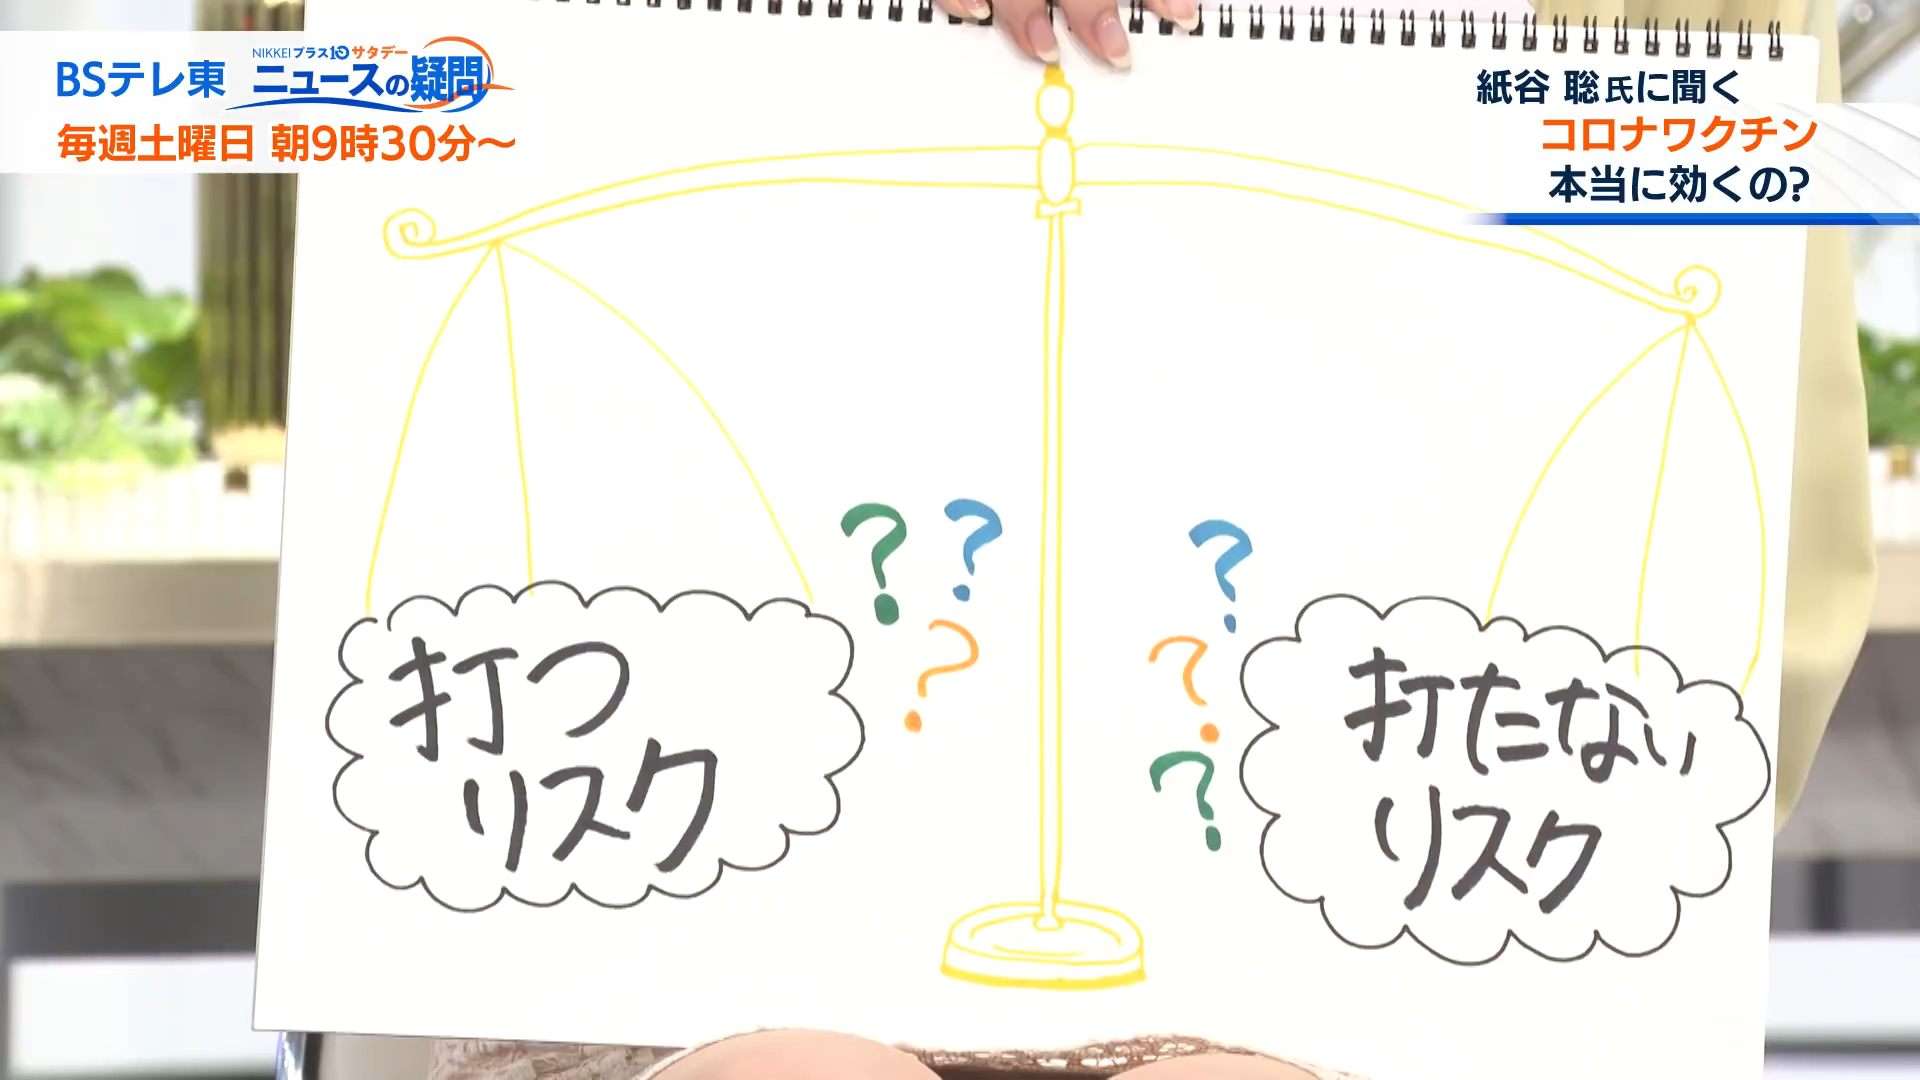 BSテレ東
NIKKEIプラス10サタデー
ニュースの疑問
毎週土曜日 朝9時30分～
紙谷 聡氏に聞く
コロナワクチン
本当に効くの?
打つ
リスク
? ? ?
? ? ?
打たない
リスク